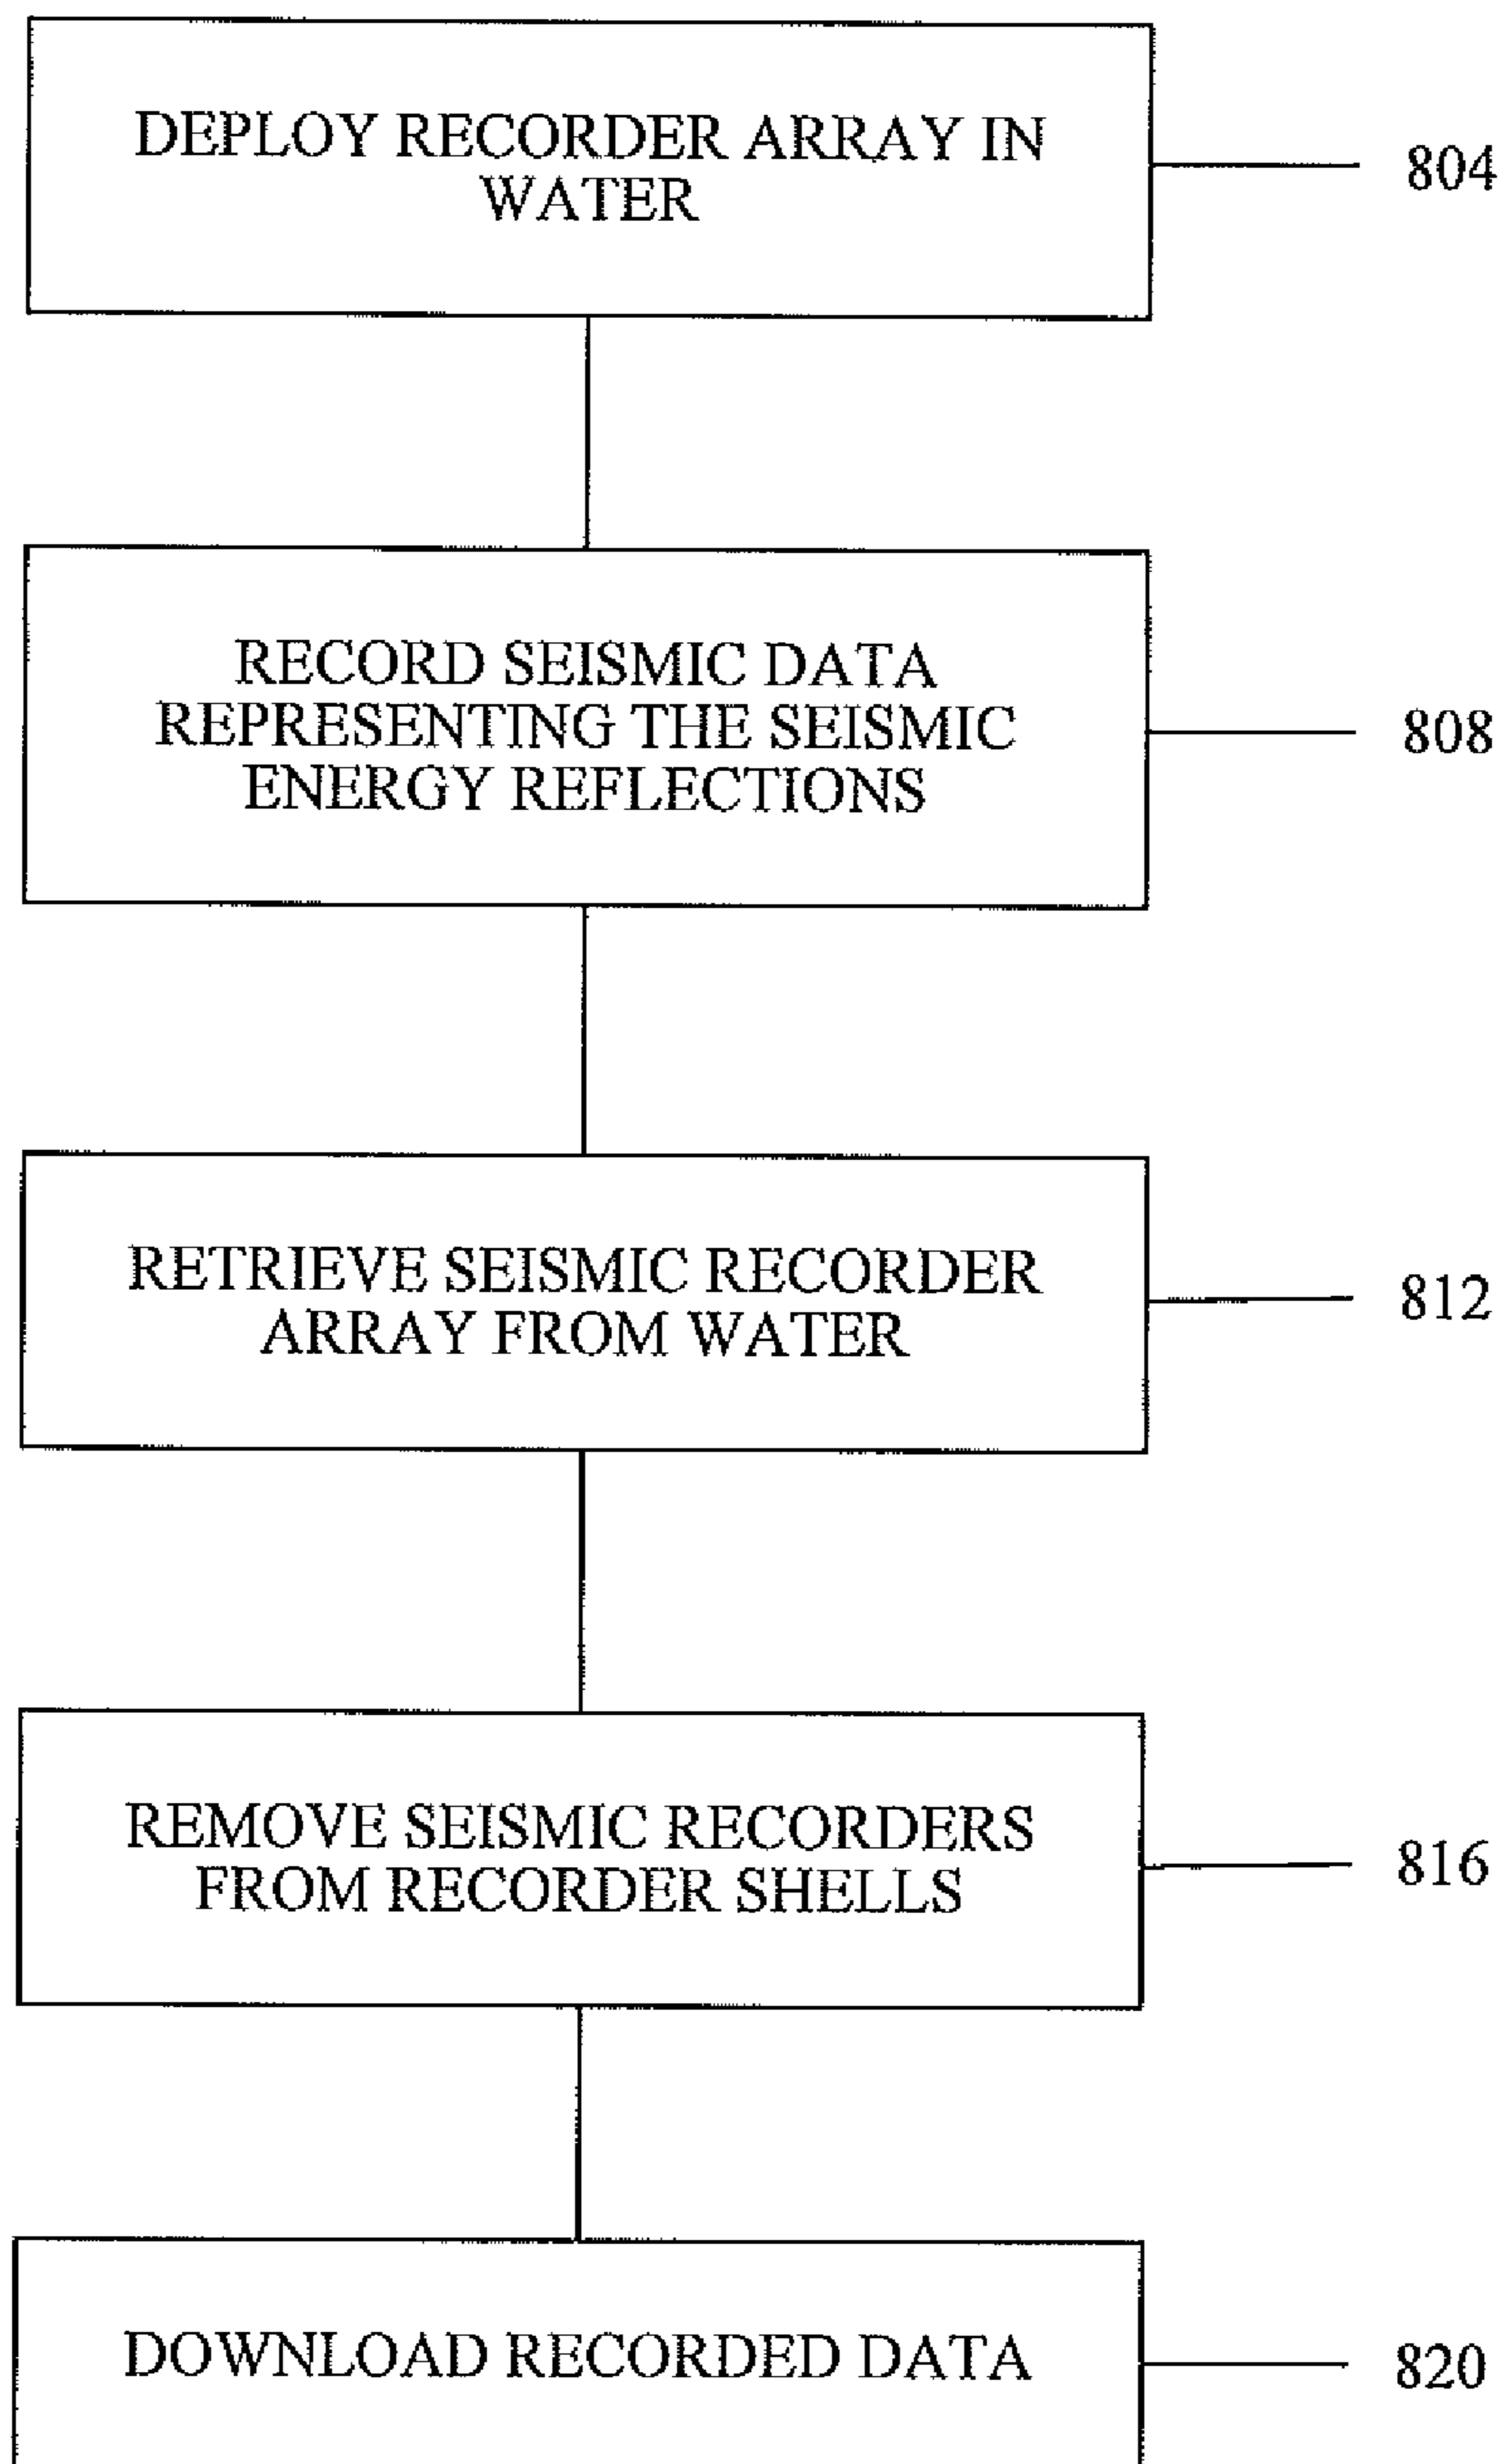 DEPLOY RECORDER ARRAY IN
WATER
804
RECORD SEISMIC DATA
REPRESENTING THE SEISMIC
ENERGY REFLECTIONS
808
RETRIEVE SEISMIC RECORDER
ARRAY FROM WATER
812
REMOVE SEISMIC RECORDERS
FROM RECORDER SHELLS
816
DOWNLOAD RECORDED DATA
820